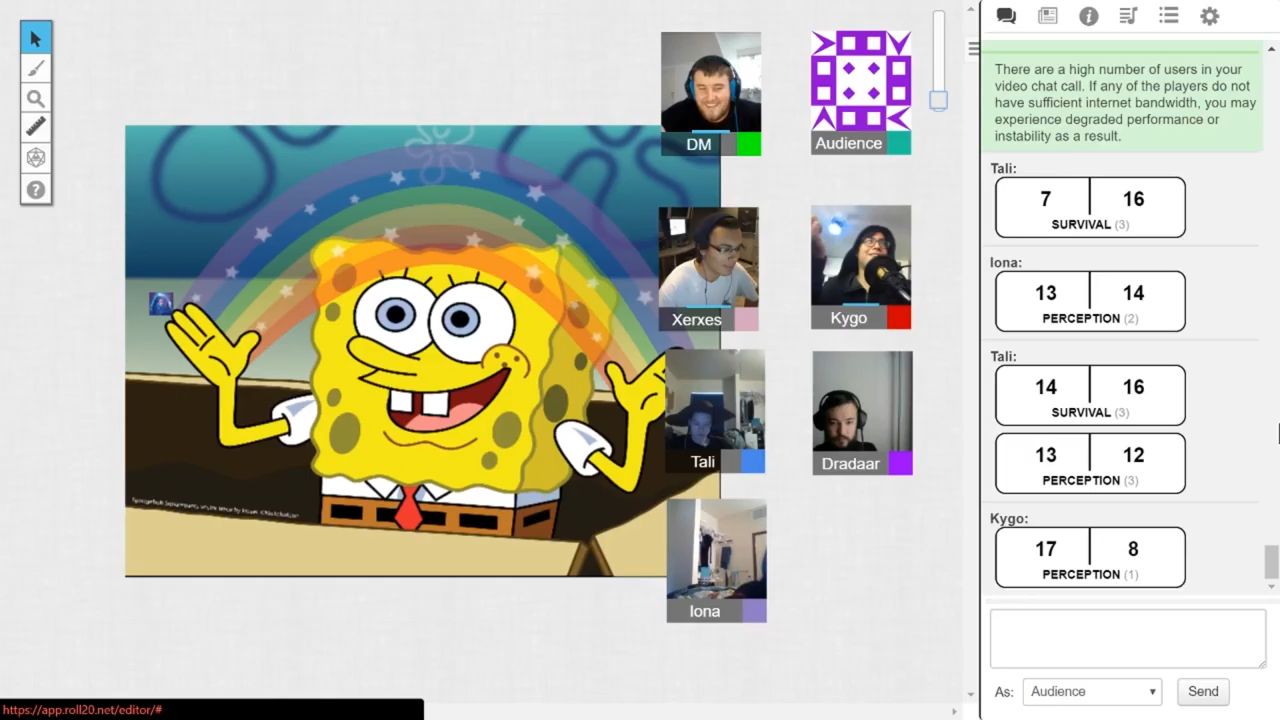 DM
Audience
Xerxes
Kygo
Tali
Dradaar
Iona
There are a high number of users in your
video chat call. If any of the players do not
have sufficient internet bandwidth, you may
experience degraded performance or
instability as a result.
Tali:
7 16
SURVIVAL (3)
Iona:
13 14
PERCEPTION (2)
Tali:
14 16
SURVIVAL (3)
13 12
PERCEPTION (3)
Kygo:
17 8
PERCEPTION (1)
As: Audience Send
https://app.roll20.net/editor/#